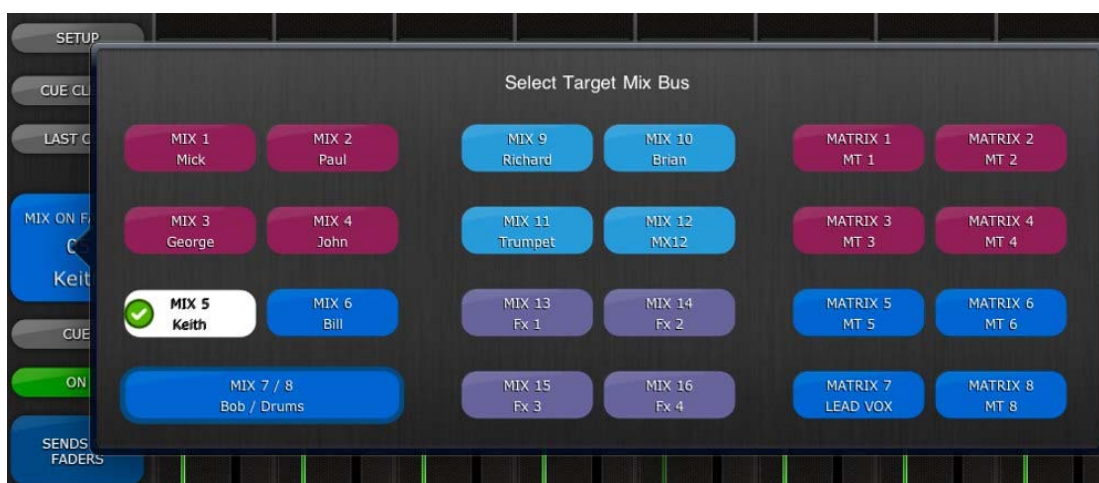 SETUP
CUE CL
LAST C
MIX ON F
Keit
CUE
ON
SENDS
FADERS
Select Target Mix Bus
MIX 1
Mick
MIX 2
Paul
MIX 9
Richard
MIX 10
Brian
MATRIX 1
MT 1
MATRIX 2
MT 2
MIX 3
George
MIX 4
John
MIX 11
Trumpet
MIX 12
MX12
MATRIX 3
MT 3
MATRIX 4
MT 4
MIX 5
Keith
MIX 6
Bill
MIX 13
Fx 1
MIX 14
Fx 2
MATRIX 5
MT 5
MATRIX 6
MT 6
MIX 7 / 8
Bob / Drums
MIX 15
Fx 3
MIX 16
Fx 4
MATRIX 7
LEAD VOX
MATRIX 8
MT 8